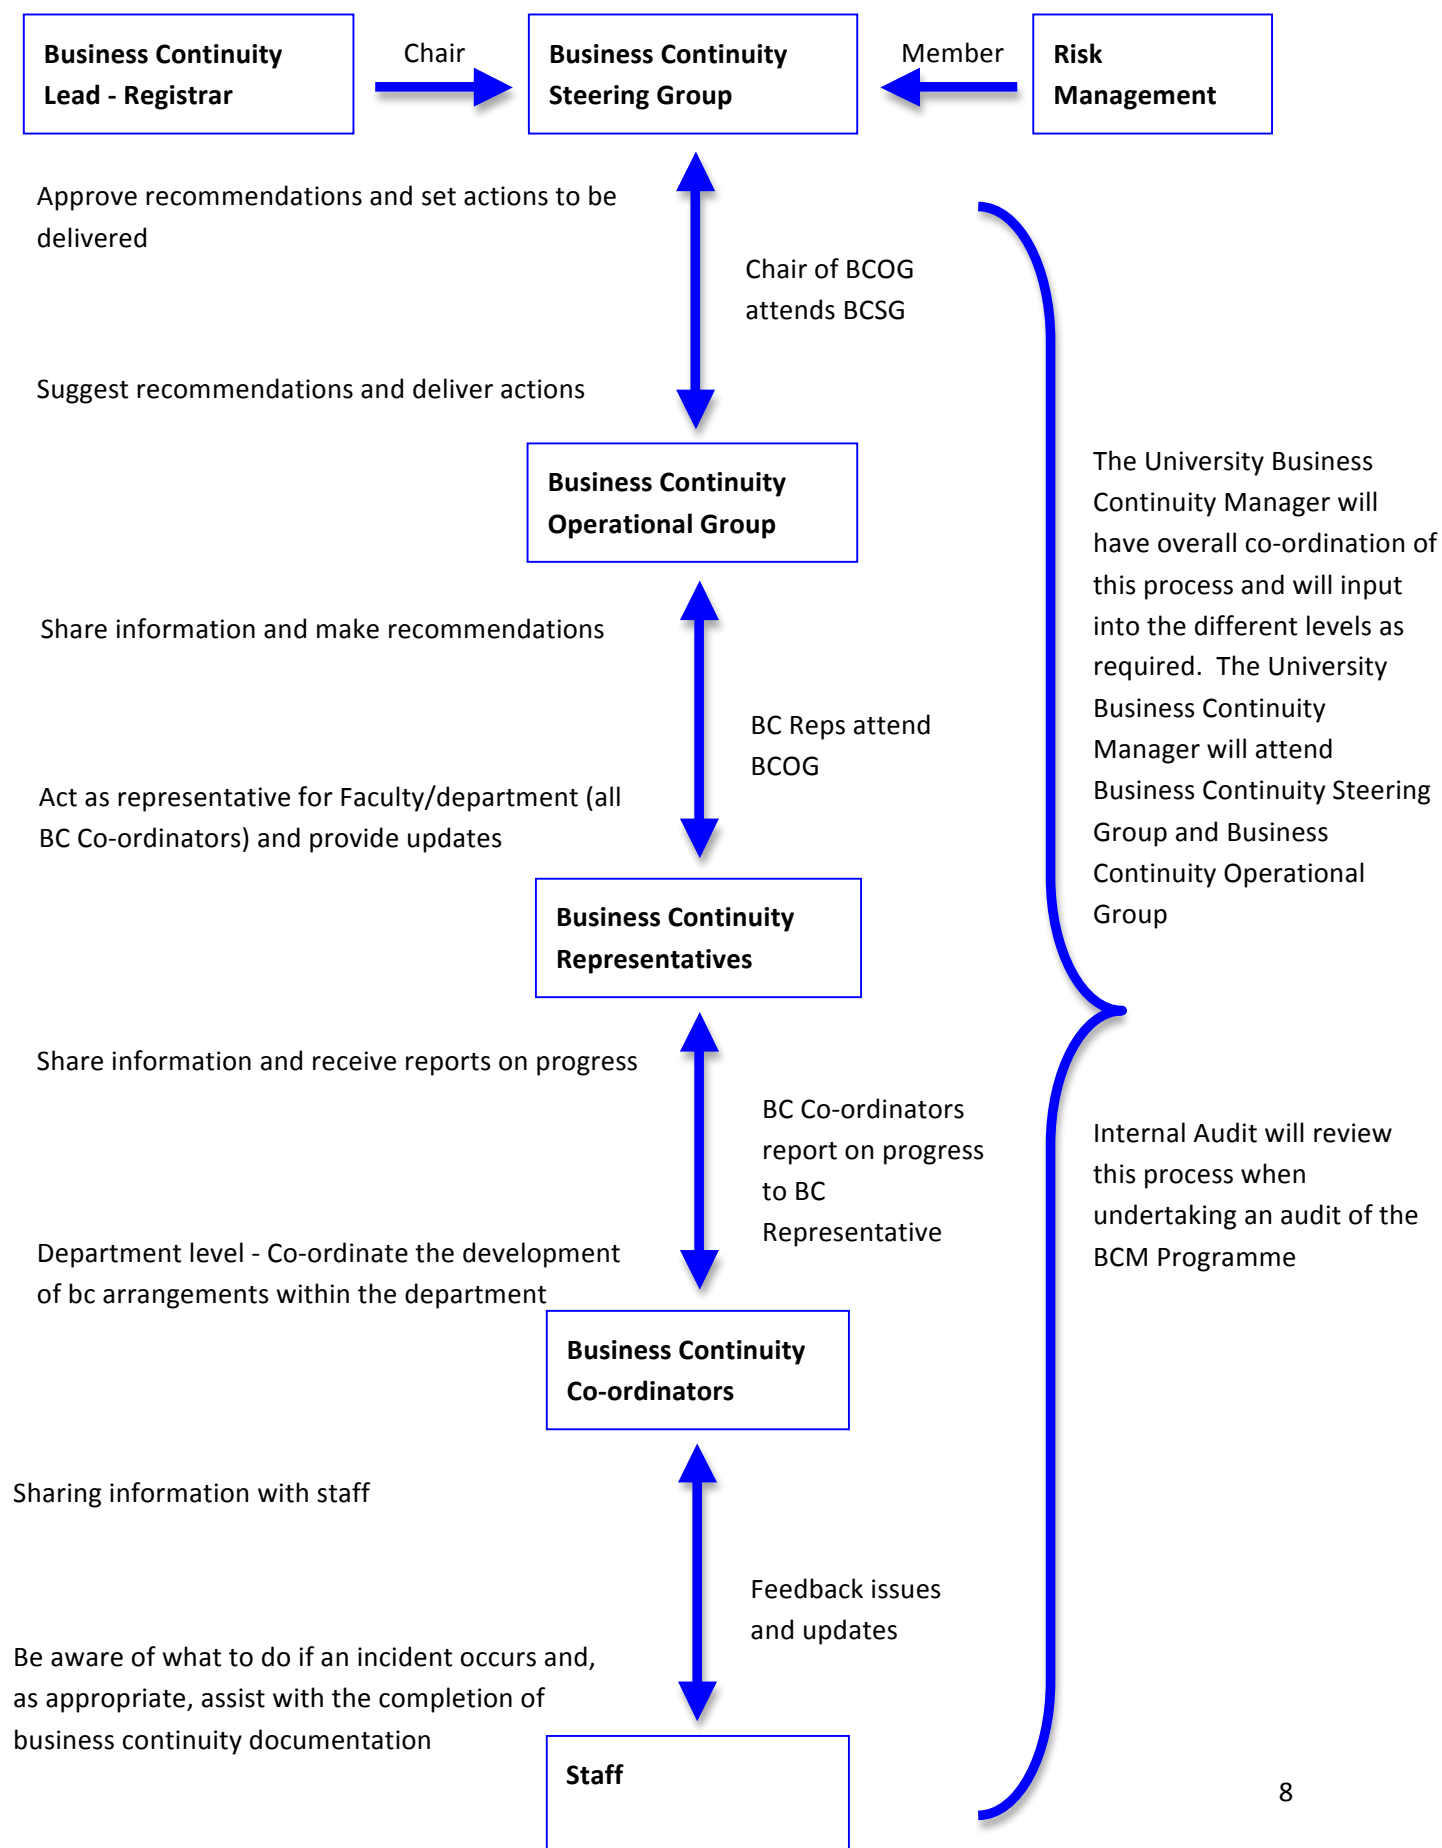 Business Continuity
Lead - Registrar
Chair
Business Continuity
Steering Group
Member
Risk
Management
Approve recommendations and set actions to be
delivered
Chair of BCOG
attends BCSG
Suggest recommendations and deliver actions
Business Continuity
Operational Group
The University Business
Continuity Manager will
have overall co-ordination of
this process and will input
into the different levels as
required.  The University
Business Continuity
Manager will attend
Business Continuity Steering
Group and Business
Continuity Operational
Group
Share information and make recommendations
BC Reps attend
BCOG
Act as representative for Faculty/department (all
BC Co-ordinators) and provide updates
Business Continuity
Representatives
Share information and receive reports on progress
BC Co-ordinators
report on progress
to BC
Representative
Internal Audit will review
this process when
undertaking an audit of the
BCM Programme
Department level - Co-ordinate the development
of bc arrangements within the department
Business Continuity
Co-ordinators
Sharing information with staff
Feedback issues
and updates
Be aware of what to do if an incident occurs and,
as appropriate, assist with the completion of
business continuity documentation
Staff
8